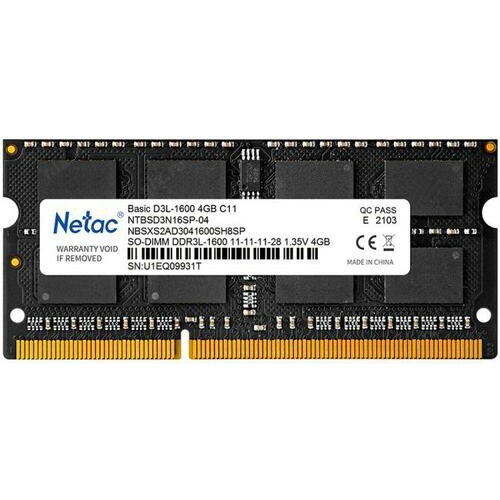 Basic D3L-1600 4GB C11
NTBSD3N16SP-04
NBSXS2AD3041600SH8SP
SO-DIMM DDR3L-1600 11-11-11-28 1.35V 4GB
SN:U1EQ09931T
Netac
WARRANTY VOID
IF REMOVED
QC PASS
E 2103
CE
MADE IN CHINA